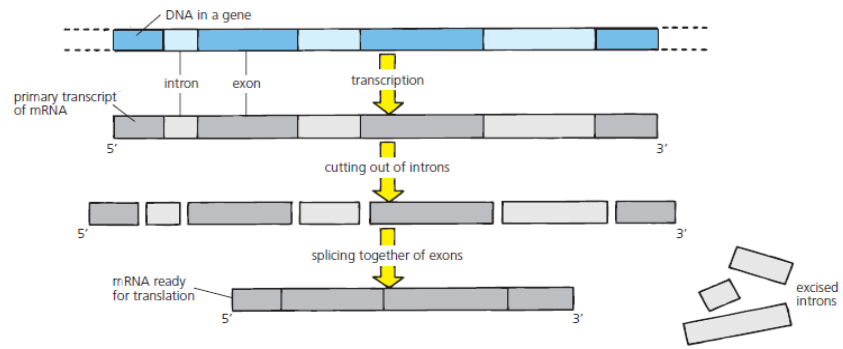 DNA in a gene
intron
exon
transcription
primary transcript
of mRNA
5’
3’
cutting out of introns
5’
3’
splicing together of exons
mRNA ready
for translation
5’
3’
excised
introns